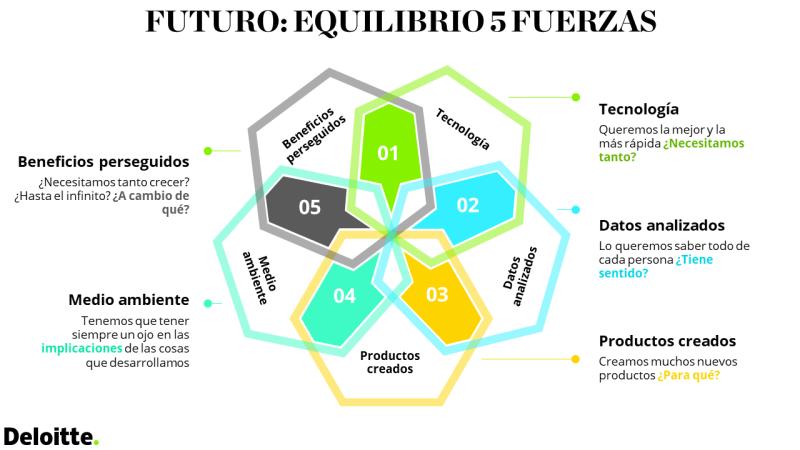 FUTURO: EQUILIBRIO 5 FUERZAS
Beneficios
perseguidos
Tecnología
01
02
03
04
05
Datos
analizados
Medio
ambiente
Productos
creados
Tecnología
Queremos la mejor y la
más rápida ¿Necesitamos
tanto?
Datos analizados
Lo queremos saber todo de
cada persona ¿Tiene
sentido?
Productos creados
Creamos muchos nuevos
productos ¿Para qué?
Beneficios perseguidos
¿Necesitamos tanto crecer?
¿Hasta el infinito? ¿A cambio de
qué?
Medio ambiente
Tenemos que tener
siempre un ojo en las
implicaciones de las cosas
que desarrollamos
Deloitte.